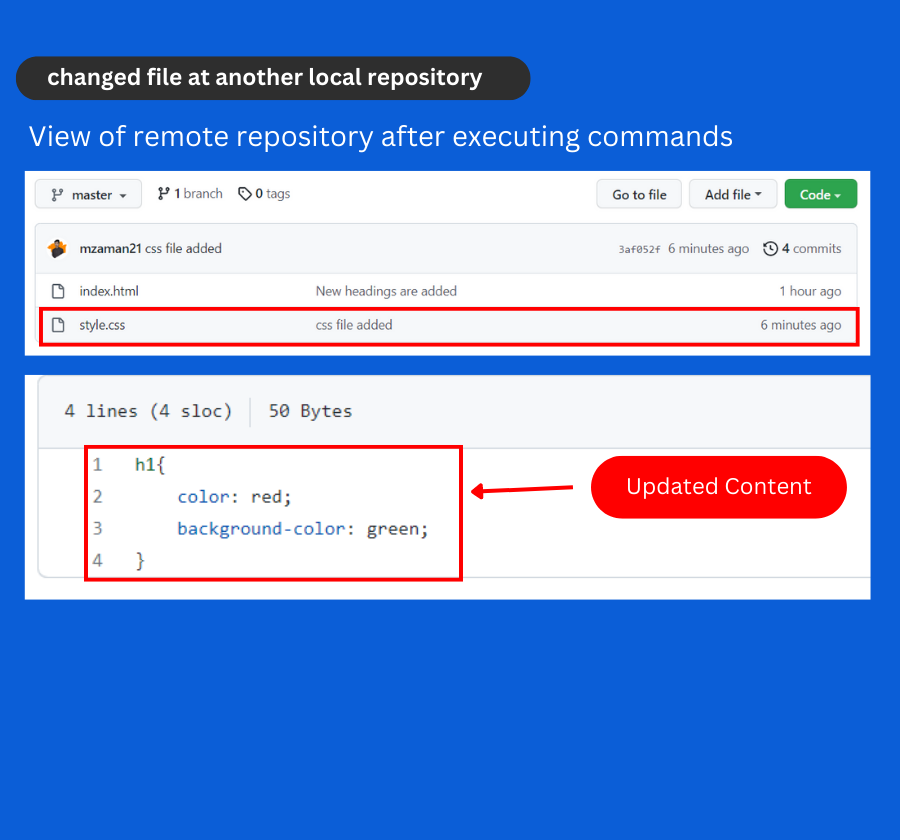 changed file at another local repository
View of remote repository after executing commands
master 1 branch 0 tags Go to file Add file Code
mzaman21 css file added 3af052f 6 minutes ago 4 commits
index.html New headings are added 1 hour ago
style.css css file added 6 minutes ago
4 lines (4 sloc) 50 Bytes
1 h1{
2 color: red;
Updated Content
3 background-color: green;
4 }